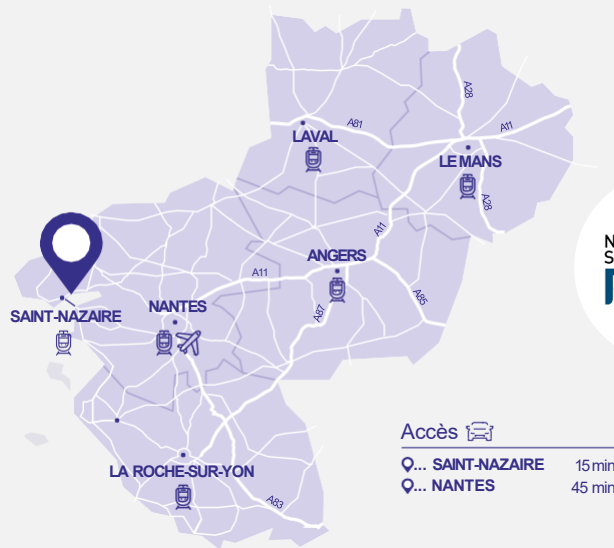 A28
A81
A11
LAVAL
LE MANS
A28
A11
ANGERS
A11
A85
NANTES
A87
SAINT-NAZAIRE
LA ROCHE-SUR-YON
A83
Accès
... SAINT-NAZAIRE 15 min
... NANTES 45 min